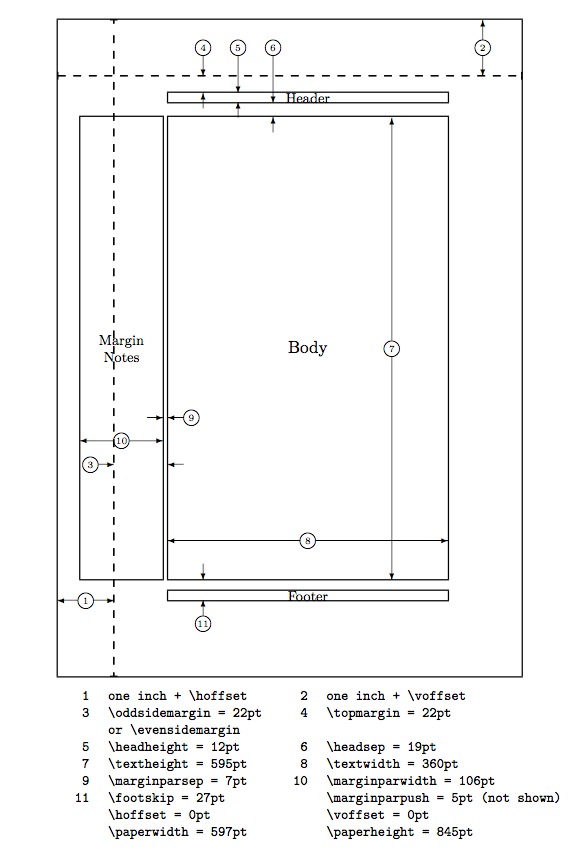 4 5 6 2
Header
Margin
Notes
Body
7
9
10
3
8
1
Footer
11
1 one inch + \hoffset 2 one inch + \voffset
3 \oddsidemargin = 22pt 4 \topmargin = 22pt
or \evensidemargin
5 \headheight = 12pt 6 \headsep = 19pt
7 \textheight = 595pt 8 \textwidth = 360pt
9 \marginparsep = 7pt 10 \marginparwidth = 106pt
11 \footskip = 27pt \marginparpush = 5pt (not shown)
\hoffset = 0pt \voffset = 0pt
\paperwidth = 597pt \paperheight = 845pt